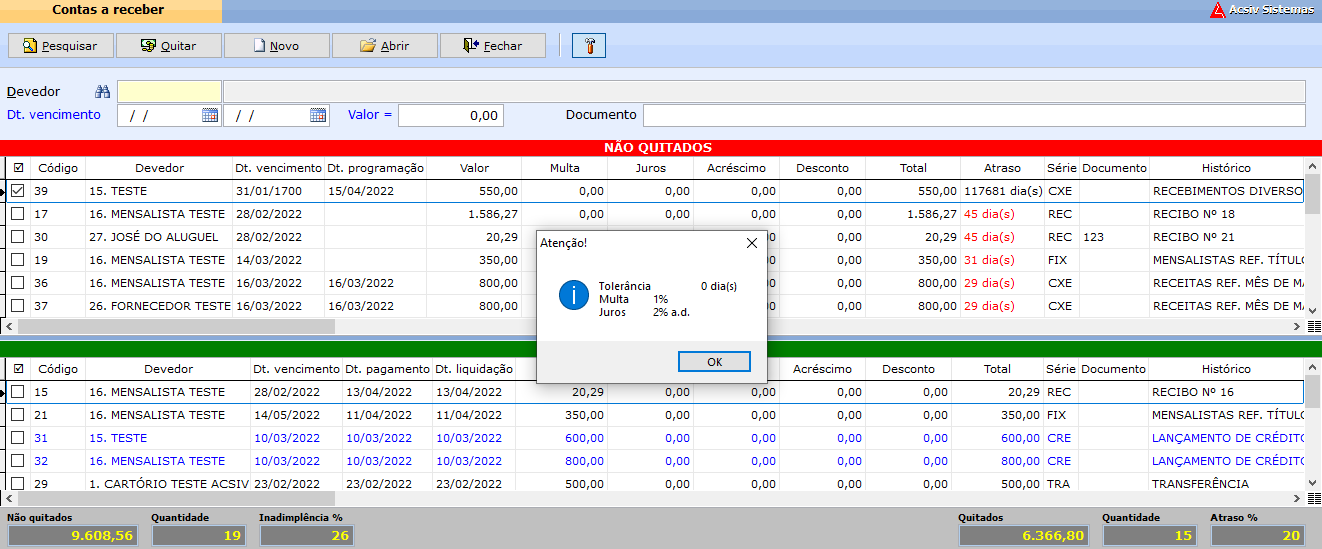 Contas a receber
Acsiv Sistemas
Pesquisar Quitar Novo Abrir Fechar
Devedor
Dt. vencimento / / / / Valor = 0,00 Documento
NÃO QUITADOS
Código Devedor Dt. vencimento Dt. programação Valor Multa Juros Acréscimo Desconto Total Atraso Série Documento Histórico
39 15. TESTE 31/01/1700 15/04/2022 550,00 0,00 0,00 0,00 0,00 550,00 117681 dia(s) CXE RECEBIMENTOS DIVERSO
17 16. MENSALISTA TESTE 28/02/2022 1.586,27 0,00 0,00 0,00 0,00 1.586,27 45 dia(s) REC RECIBO Nº 18
30 27. JOSÉ DO ALUGUEL 28/02/2022 20,29 0,00 0,00 20,29 45 dia(s) REC 123 RECIBO Nº 21
19 16. MENSALISTA TESTE 14/03/2022 350,00 0,00 0,00 350,00 31 dia(s) FIX MENSALISTAS REF. TÍTUL
36 16. MENSALISTA TESTE 16/03/2022 16/03/2022 800,00 0,00 0,00 800,00 29 dia(s) CXE RECEITAS REF. MÊS DE MA
37 26. FORNECEDOR TESTE 16/03/2022 16/03/2022 800,00 0,00 0,00 800,00 29 dia(s) CXE RECEITAS REF. MÊS DE MA
Atenção!
Tolerância 0 dia(s)
Multa 1%
Juros 2% a.d.
OK
Código Devedor Dt. vencimento Dt. pagamento Dt. liquidação Acréscimo Desconto Total Série Documento Histórico
15 16. MENSALISTA TESTE 28/02/2022 13/04/2022 13/04/2022 20,29 0,00 0,00 0,00 0,00 20,29 REC RECIBO Nº 16
21 16. MENSALISTA TESTE 14/05/2022 11/04/2022 11/04/2022 350,00 0,00 0,00 0,00 0,00 350,00 FIX MENSALISTAS REF. TÍTUL
31 15. TESTE 10/03/2022 10/03/2022 10/03/2022 600,00 0,00 0,00 0,00 0,00 600,00 CRE LANÇAMENTO DE CRÉDITO
32 16. MENSALISTA TESTE 10/03/2022 10/03/2022 10/03/2022 800,00 0,00 0,00 0,00 0,00 800,00 CRE LANÇAMENTO DE CRÉDITO
29 1. CARTÓRIO TESTE ACSIV 23/02/2022 23/02/2022 23/02/2022 500,00 0,00 0,00 0,00 0,00 500,00 TRA TRANSFERÊNCIA
Não quitados Quantidade Inadimplência % Quitados Quantidade Atraso %
9.608,56 19 26 6.366,80 15 20